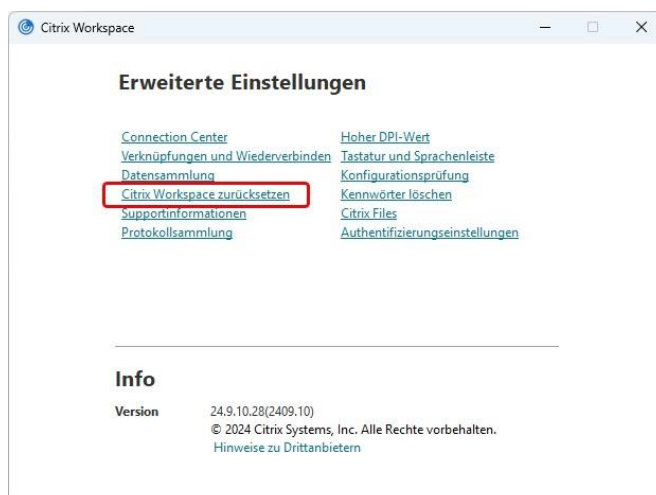 Citrix Workspace
Erweiterte Einstellungen
Connection Center
Verknüpfungen und Wiederverbinden
Datensammlung
Citrix Workspace zurücksetzen
Supportinformationen
Protokollsammlung
Hoher DPI-Wert
Tastatur und Sprachenleiste
Konfigurationsprüfung
Kennwörter löschen
Citrix Files
Authentifizierungseinstellungen
Info
Version 24.9.10.28(2409.10)
© 2024 Citrix Systems, Inc. Alle Rechte vorbehalten.
Hinweise zu Drittanbietern